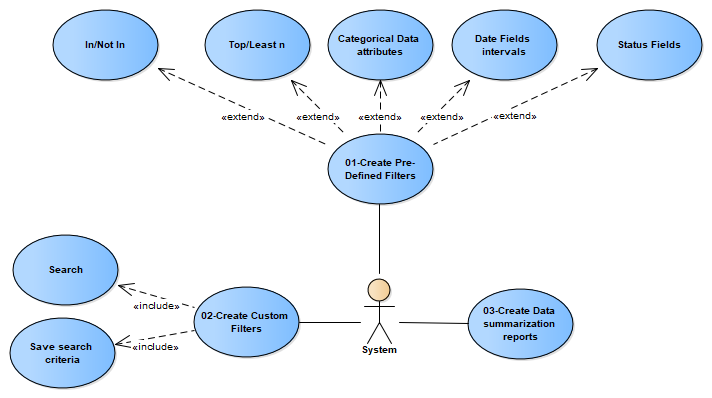 In/Not In
Top/Least n
Categorical Data
attributes
Date Fields
intervals
Status Fields
«extend»
«extend»
«extend»
«extend»
«extend»
01-Create Pre-
Defined Filters
Search
«include»
02-Create Custom
Filters
03-Create Data
summarization
reports
Save search
criteria
«include»
System